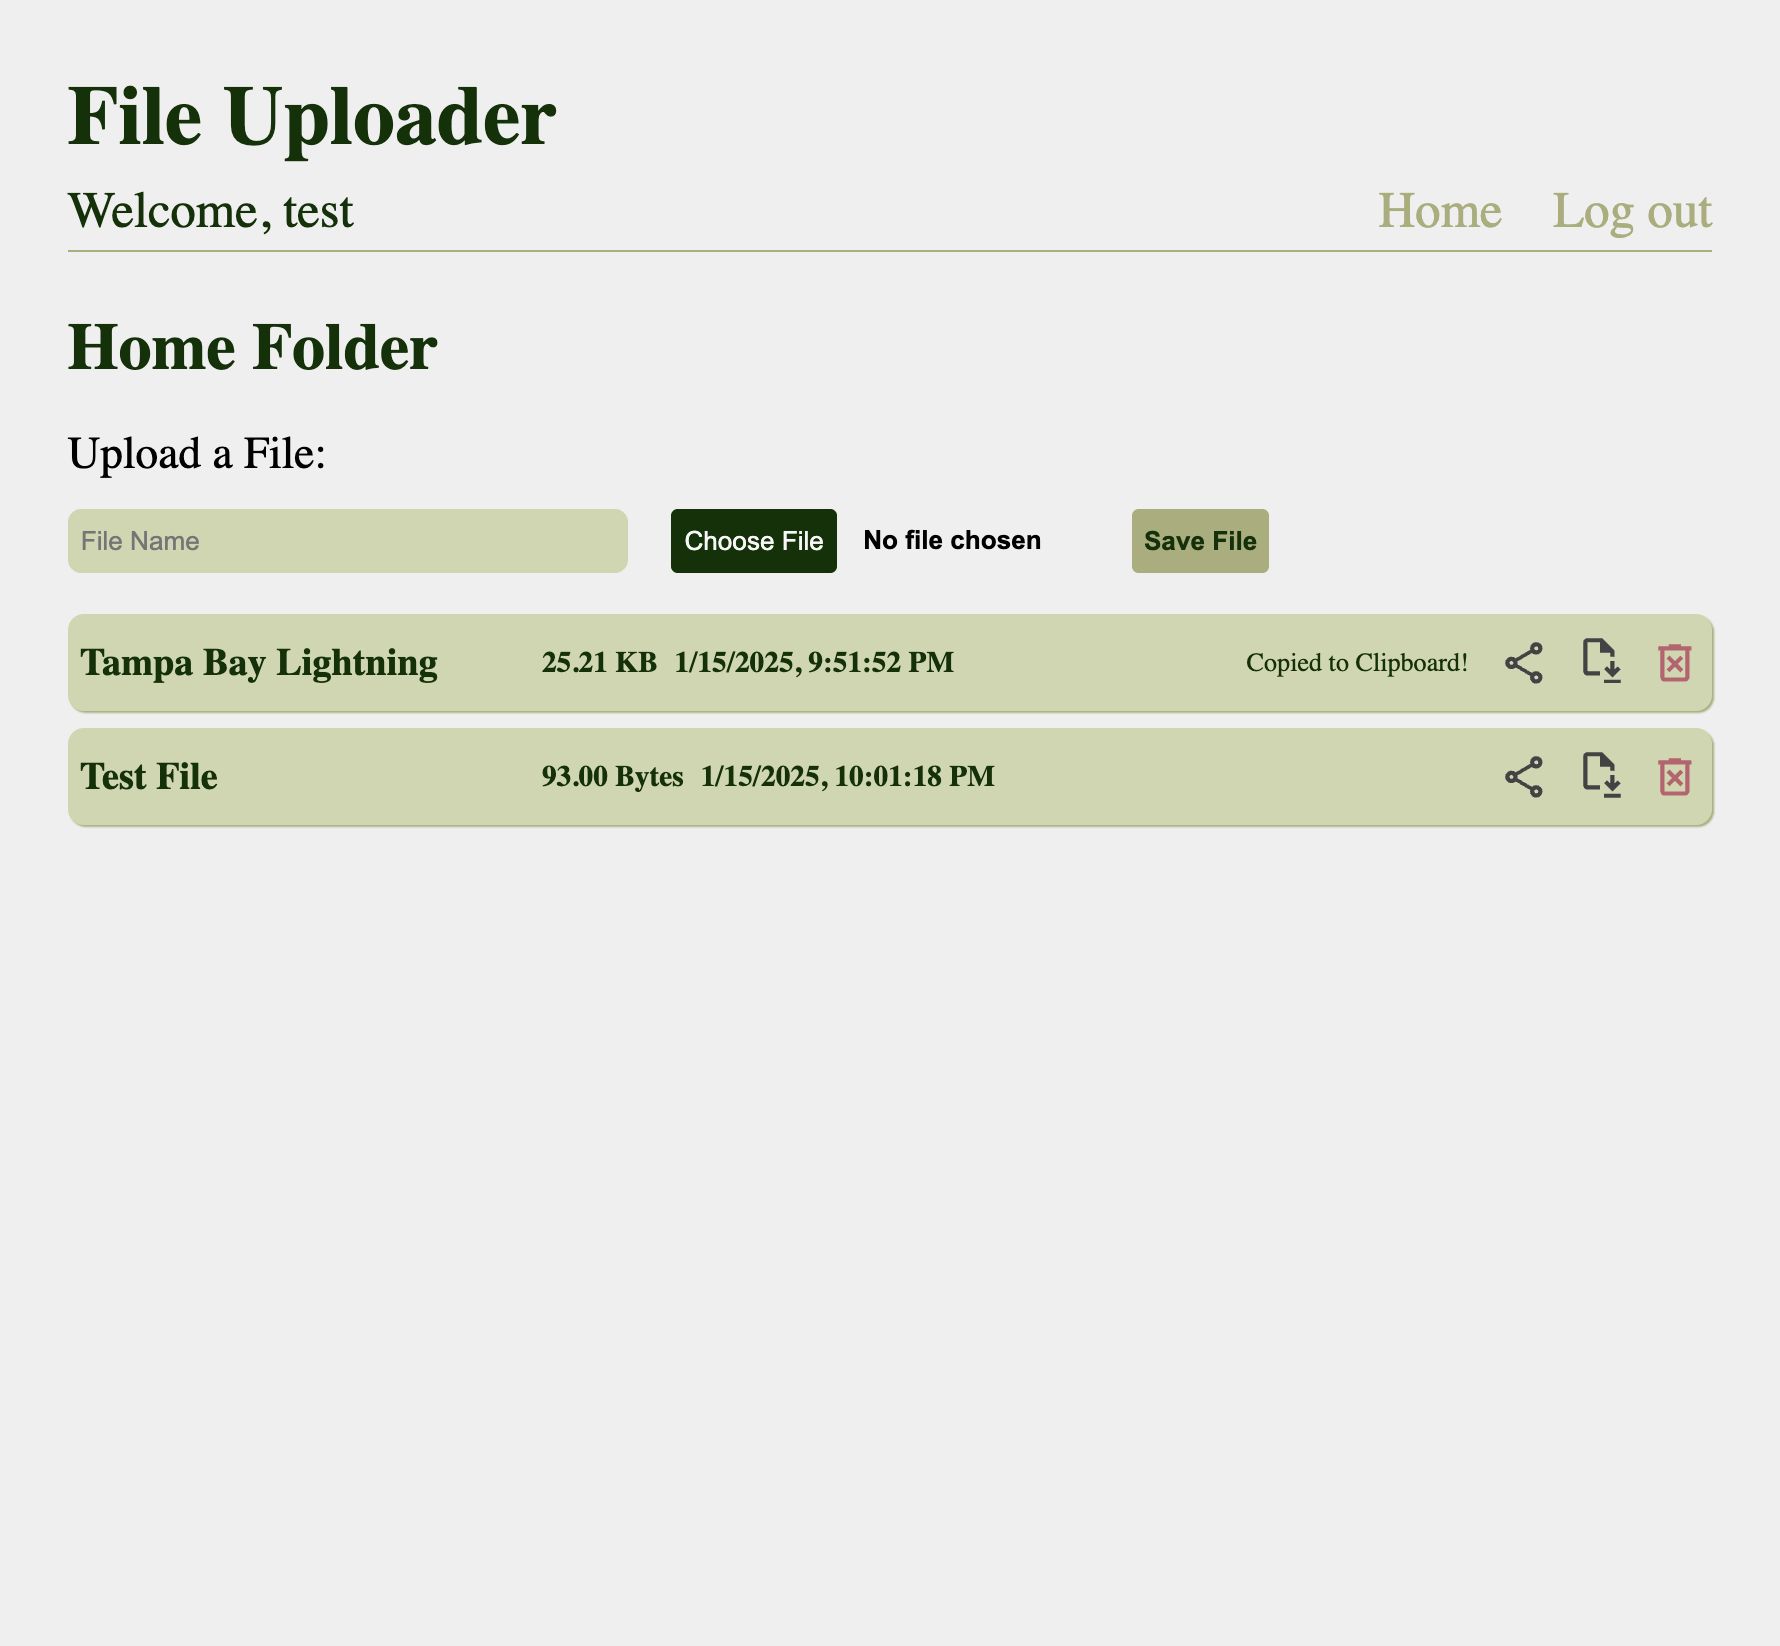 File Uploader
Welcome, test Home Log out
Home Folder
Upload a File:
File Name Choose File No file chosen Save File
Tampa Bay Lightning 25.21 KB 1/15/2025, 9:51:52 PM Copied to Clipboard!
Test File 93.00 Bytes 1/15/2025, 10:01:18 PM